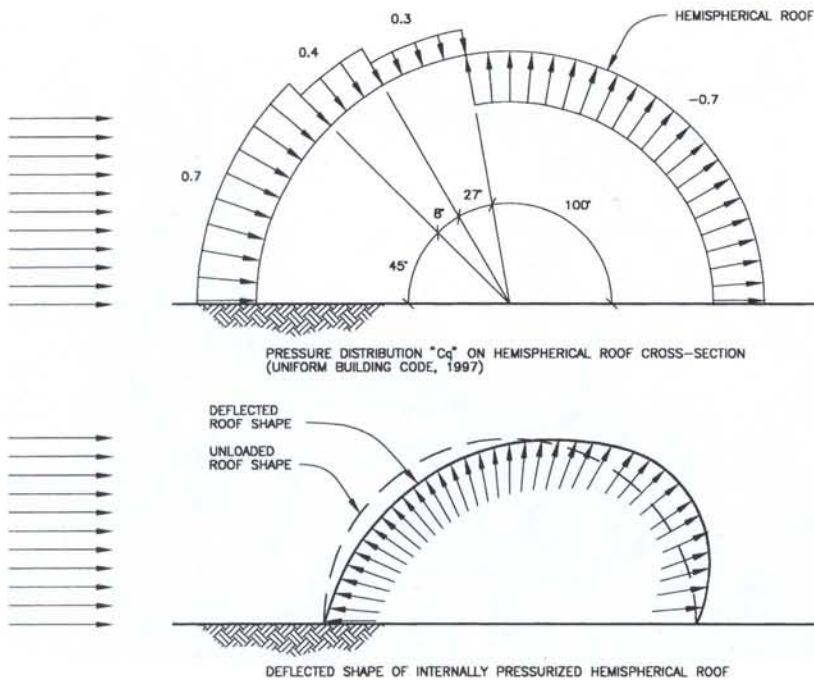 0.3
HEMISPHERICAL ROOF
0.4
-0.7
0.7
27°
100°
8°
45°
PRESSURE DISTRIBUTION "Cq" ON HEMISPHERICAL ROOF CROSS-SECTION
(UNIFORM BUILDING CODE, 1997)
DEFLECTED
ROOF SHAPE
UNLOADED
ROOF SHAPE
DEFLECTED SHAPE OF INTERNALLY PRESSURIZED HEMISPHERICAL ROOF